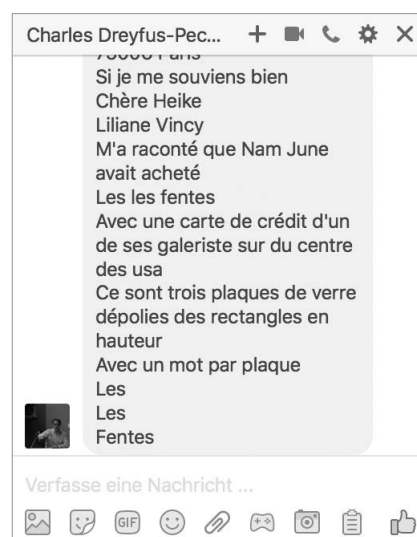 Charles Dreyfus-Pec...
75006 Paris
Si je me souviens bien
Chère Heike
Liliane Vincy
M'a raconté que Nam June
avait acheté
Les les fentes
Avec une carte de crédit d'un
de ses galeriste sur du centre
des usa
Ce sont trois plaques de verre
dépolies des rectangles en
hauteur
Avec un mot par plaque
Les
Les
Fentes
Verfasse eine Nachricht ...
GIF